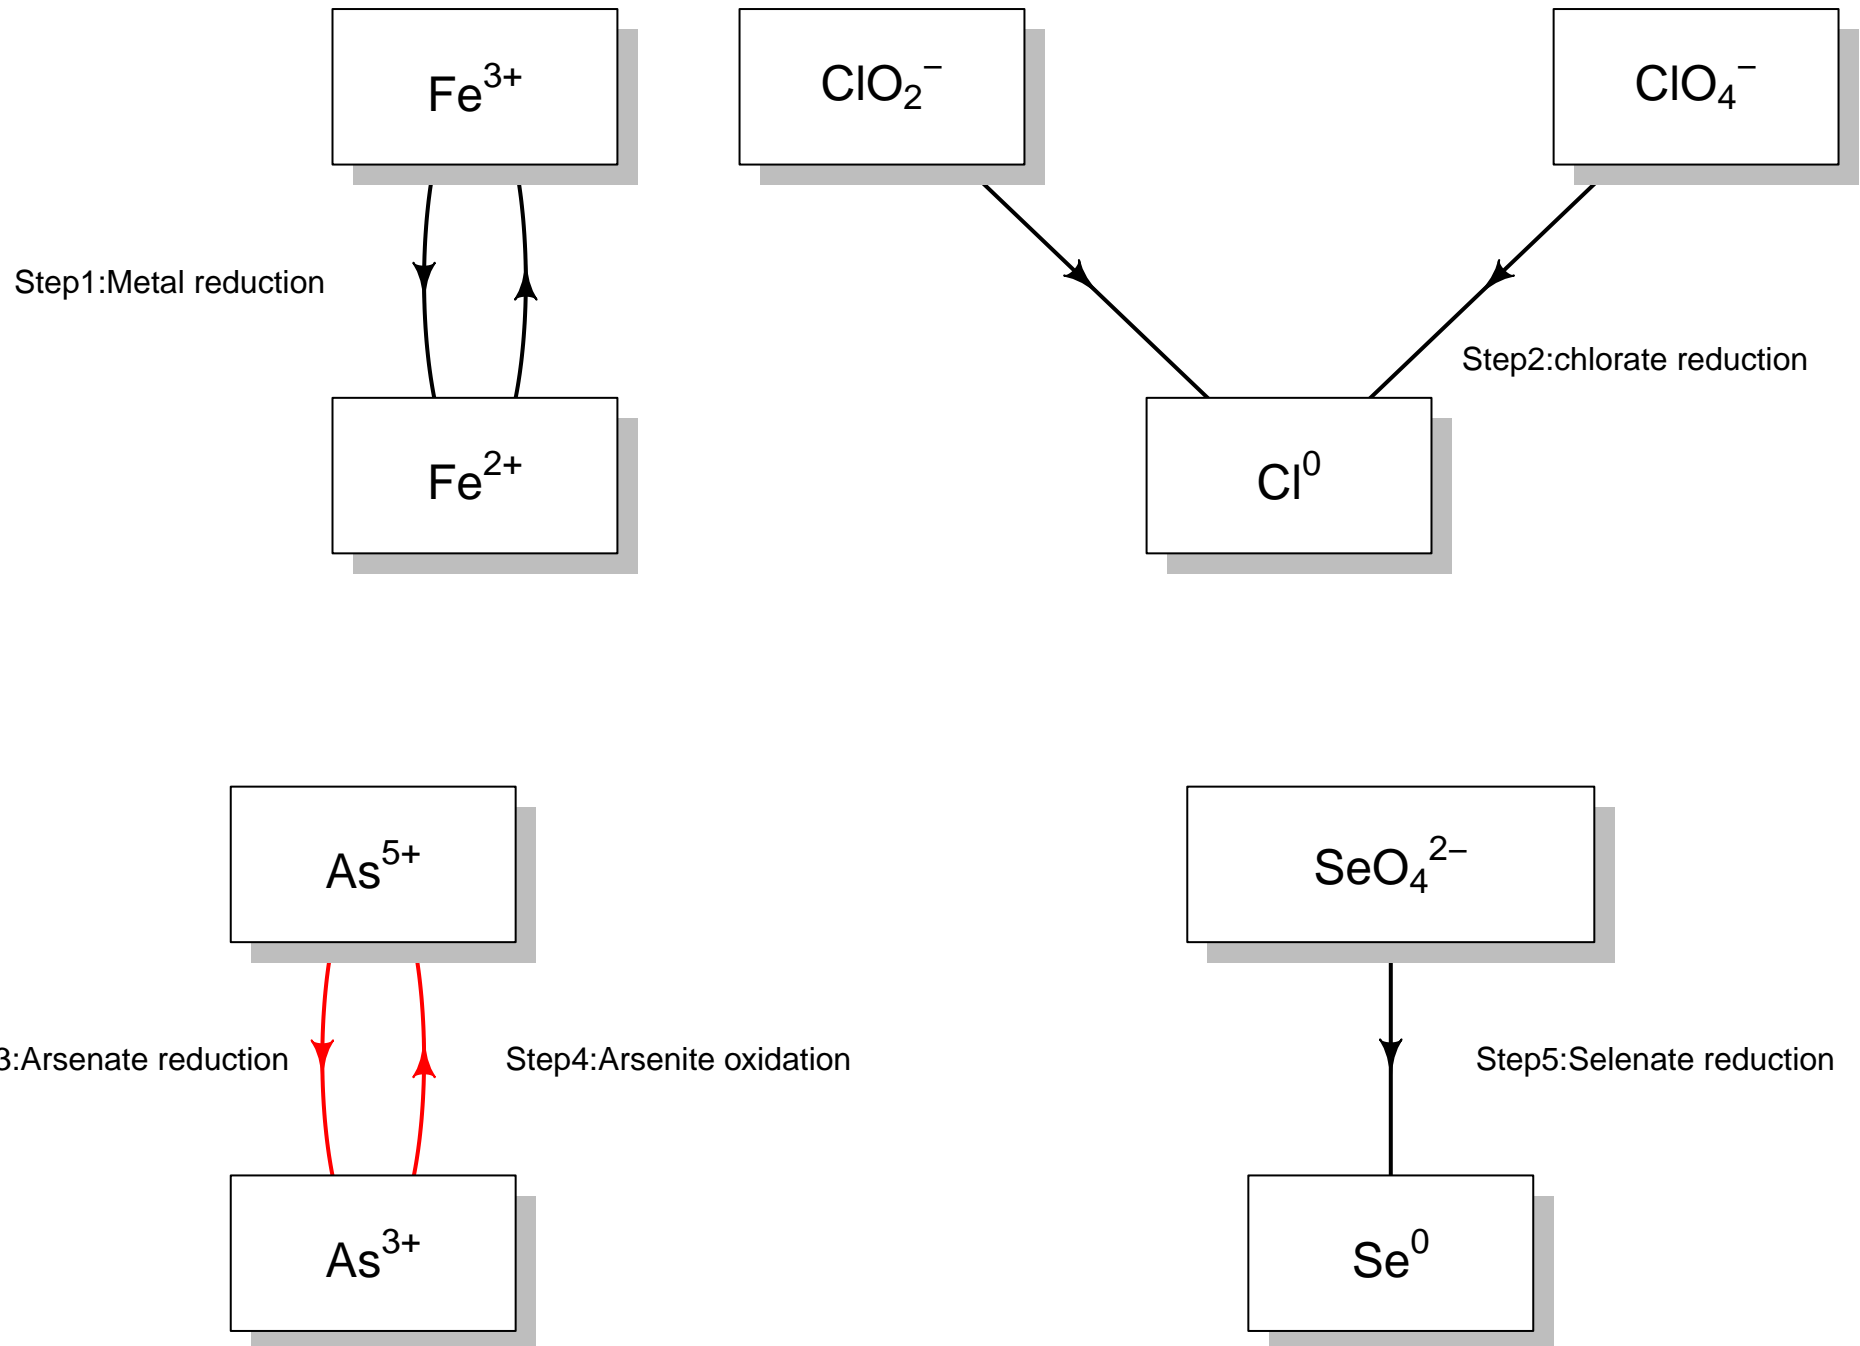 Fe³⁺
ClO₂⁻
ClO₄⁻
Step1:Metal reduction
Step2:chlorate reduction
Fe²⁺
Cl⁰
As⁵⁺
SeO₄²⁻
3:Arsenate reduction
Step4:Arsenite oxidation
Step5:Selenate reduction
As³⁺
Se⁰